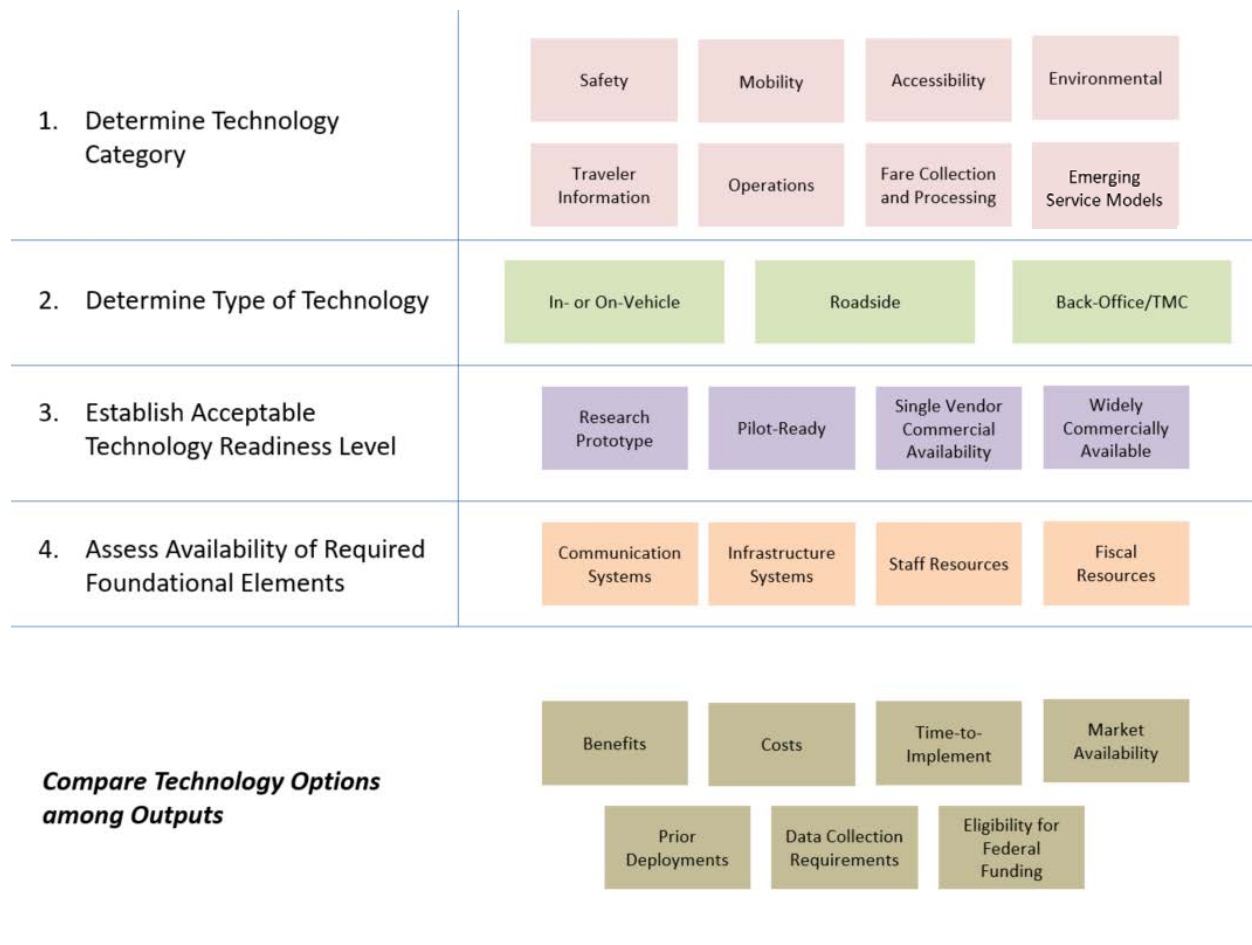 1. Determine Technology
Category
Safety
Mobility
Accessibility
Environmental
Traveler
Information
Operations
Fare Collection
and Processing
Emerging
Service Models
2. Determine Type of Technology
In- or On-Vehicle
Roadside
Back-Office/TMC
3. Establish Acceptable
Technology Readiness Level
Research
Prototype
Pilot-Ready
Single Vendor
Commercial
Availability
Widely
Commercially
Available
4. Assess Availability of Required
Foundational Elements
Communication
Systems
Infrastructure
Systems
Staff Resources
Fiscal
Resources
Compare Technology Options
among Outputs
Benefits
Costs
Time-to-
Implement
Market
Availability
Prior
Deployments
Data Collection
Requirements
Eligibility for
Federal
Funding